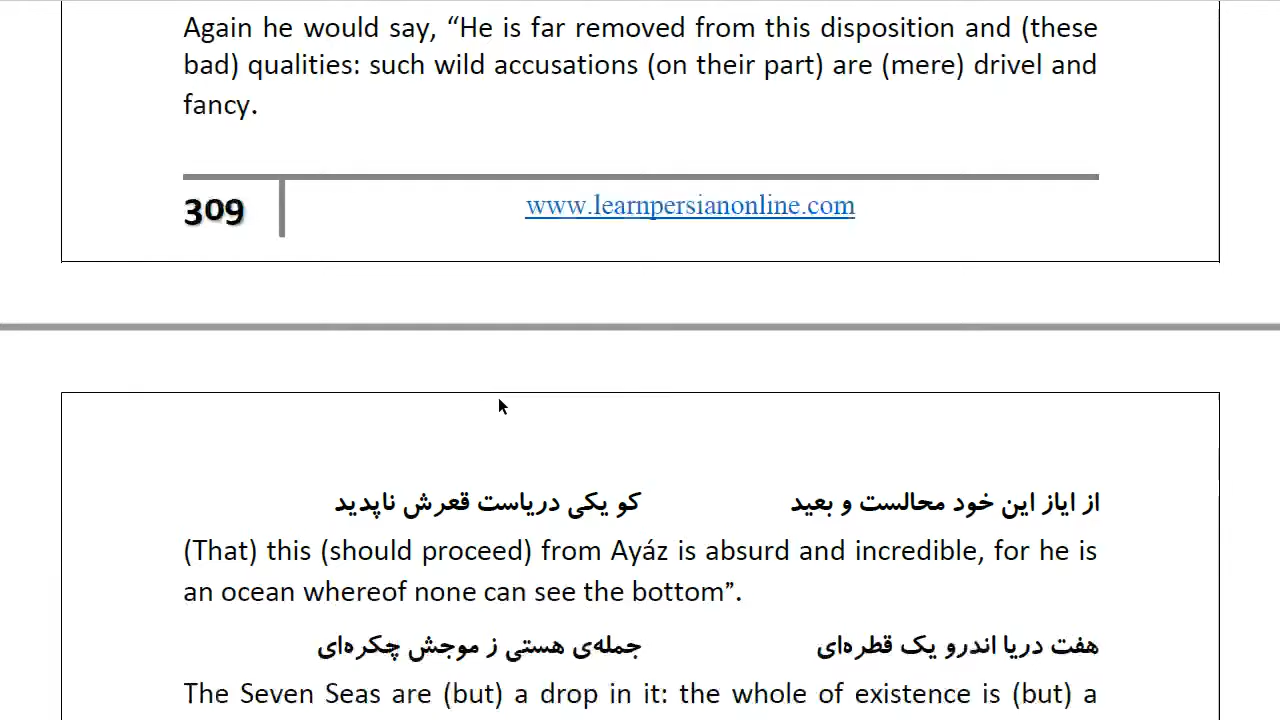 Again he would say, “He is far removed from this disposition and (these
bad) qualities: such wild accusations (on their part) are (mere) drivel and
fancy.
309 www.learnpersianonline.com
از ایاز این خود محالست و بعید کو یکی دریاست قعرش ناپدید
(That) this (should proceed) from Ayáz is absurd and incredible, for he is
an ocean whereof none can see the bottom”.
هفت دریا اندرو یک قطره‌ای جمله‌ی هستی ز موجش چکره‌ای
The Seven Seas are (but) a drop in it: the whole of existence is (but) a